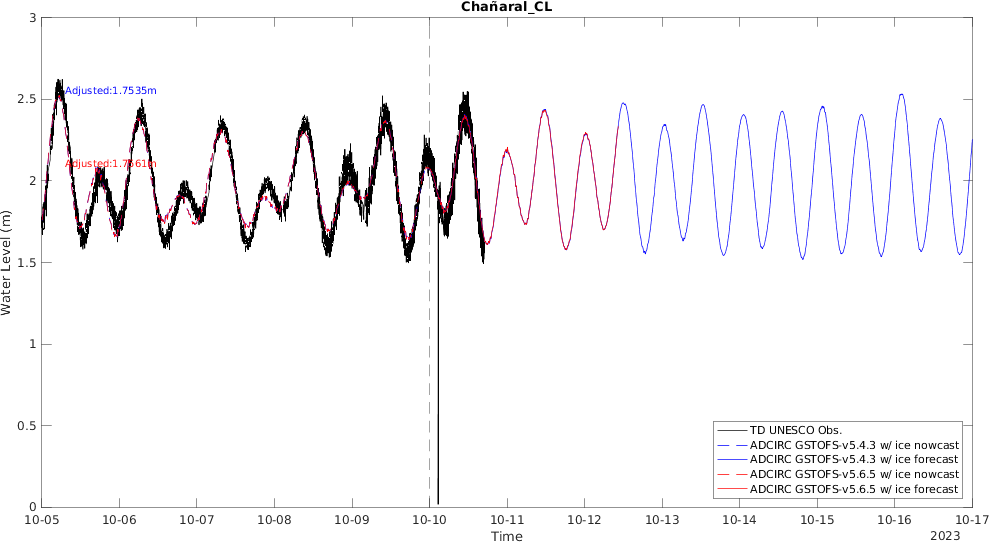 Chañaral_CL
3
2.5
2
1.5
1
0.5
0
Water Level (m)
Adjusted:1.7535m
Adjusted:1.7661m
TD UNESCO Obs.
ADCIRC GSTOFS-v5.4.3 w/ ice nowcast
ADCIRC GSTOFS-v5.4.3 w/ ice forecast
ADCIRC GSTOFS-v5.6.5 w/ ice nowcast
ADCIRC GSTOFS-v5.6.5 w/ ice forecast
10-05 10-06 10-07 10-08 10-09 10-10 10-11 10-12 10-13 10-14 10-15 10-16 10-17
Time
2023